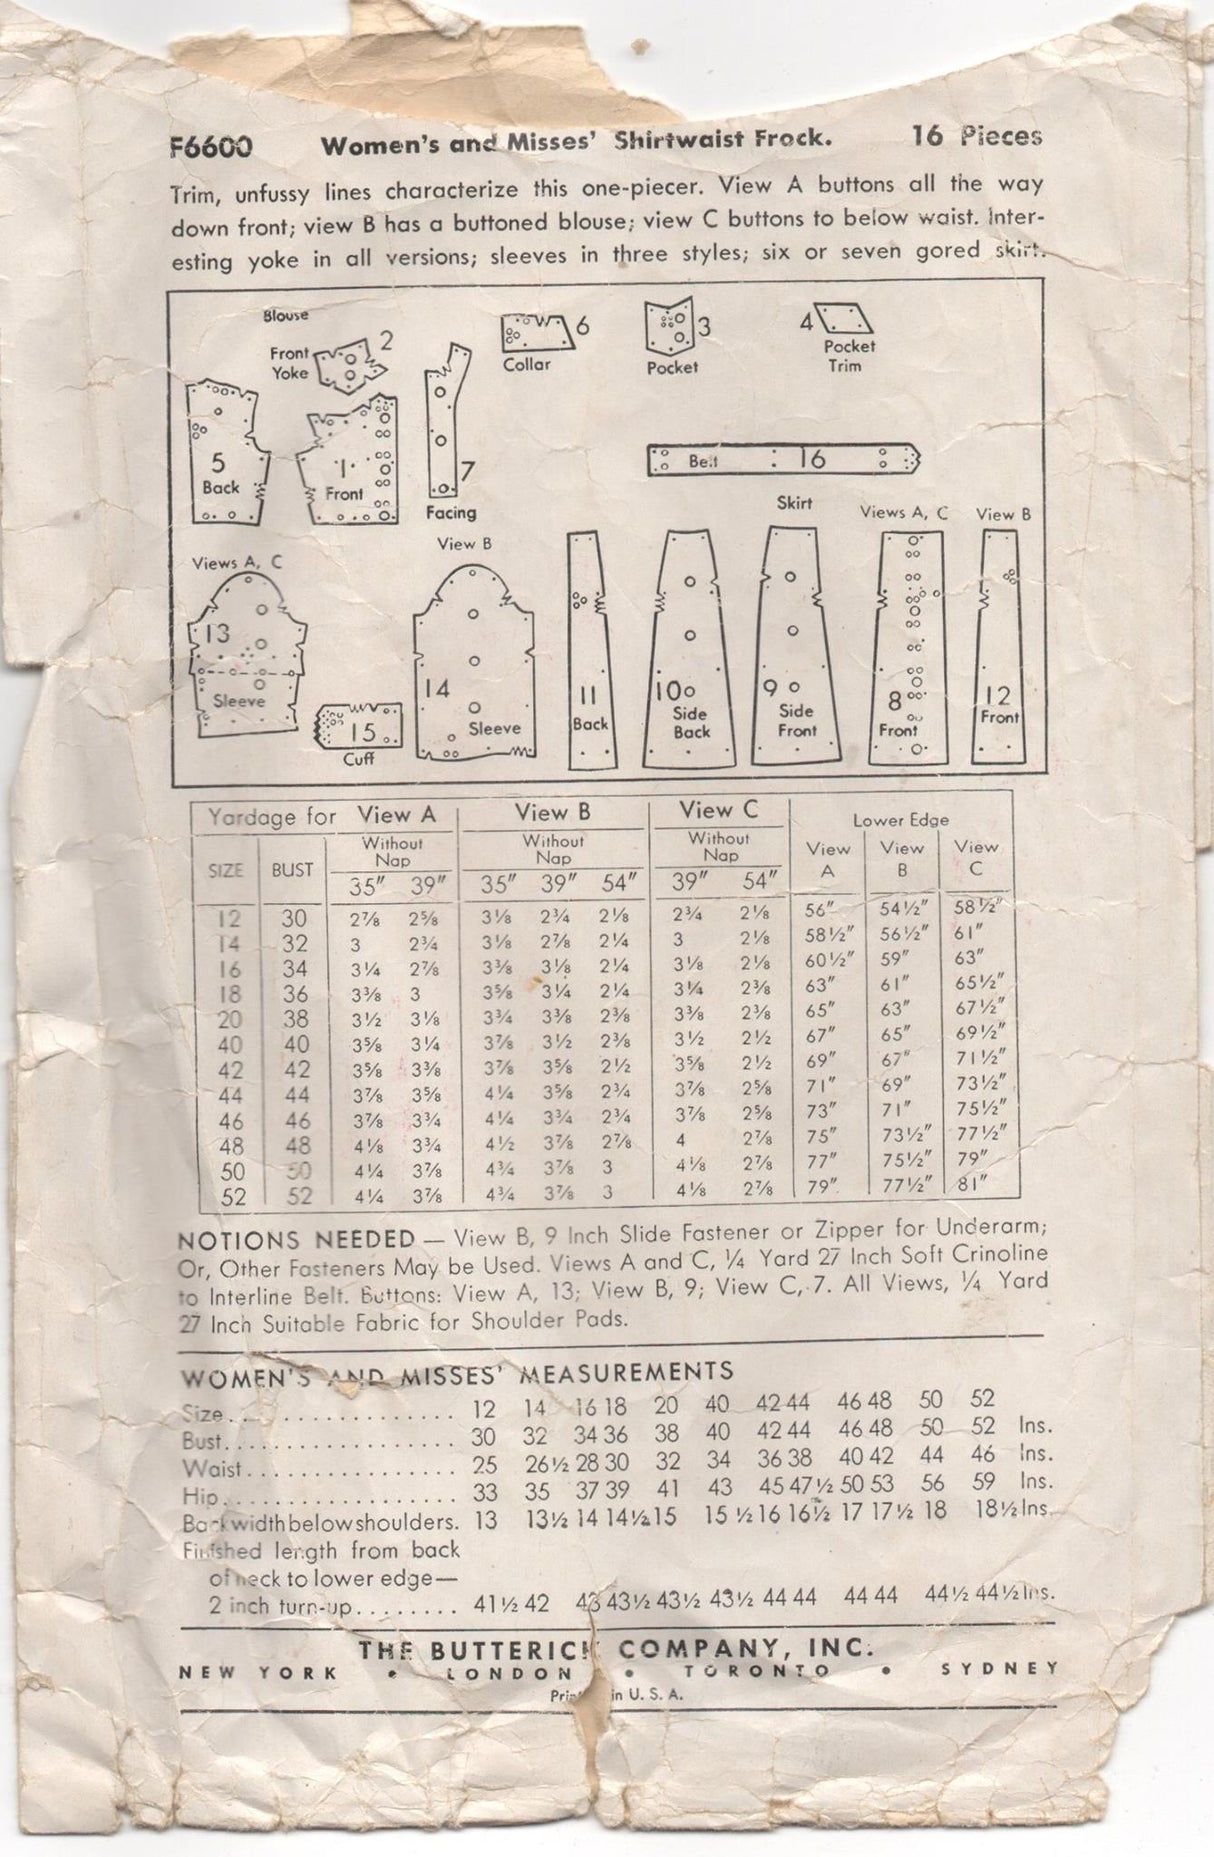 F6600 Women's and Misses' Shirtwaist Frock. 16 Pieces
Trim, unfussy lines characterize this one-piecer. View A buttons all the way
down front; view B has a buttoned blouse; view C buttons to below waist. Inter-
esting yoke in all versions; sleeves in three styles; six or seven gored skirt.
Blouse
Front Yoke 2
Collar 6
Pocket 3
4 Pocket Trim
5 Back
1 Front
7 Facing
Belt 16
Skirt
Views A, C View B
Views A, C
View B
13 Sleeve
15 Cuff
14 Sleeve
11 Back
10 Side Back
9 Side Front
8 Front
12 Front
Yardage for View A View B View C Lower Edge
Without Nap Without Nap Without Nap View A View B View C
SIZE BUST 35" 39" 35" 39" 54" 39" 54"
12 30 2⅞ 2⅝ 3⅛ 2¾ 2⅛ 2¾ 2⅛ 56" 54½" 58½"
14 32 3 2¾ 3⅛ 2⅞ 2¼ 3 2⅛ 58½" 56½" 61"
16 34 3¼ 2⅞ 3⅜ 3⅛ 2¼ 3⅛ 2⅛ 60½" 59" 63"
18 36 3⅜ 3 3⅝ 3¼ 2¼ 3¼ 2⅜ 63" 61" 65½"
20 38 3½ 3⅛ 3¾ 3⅜ 2⅜ 3⅜ 2⅜ 65" 63" 67½"
40 40 3⅝ 3¼ 3⅞ 3½ 2⅜ 3½ 2½ 67" 65" 69½"
42 42 3⅝ 3⅜ 3⅞ 3⅝ 2½ 3⅝ 2½ 69" 67" 71½"
44 44 3⅞ 3⅝ 4¼ 3⅝ 2¾ 3⅞ 2⅝ 71" 69" 73½"
46 46 3⅞ 3¾ 4¼ 3¾ 2¾ 3⅞ 2⅝ 73" 71" 75½"
48 48 4⅛ 3¾ 4½ 3⅞ 2⅞ 4 2⅞ 75" 73½" 77½"
50 50 4¼ 3⅞ 4¾ 3⅞ 3 4⅛ 2⅞ 77" 75½" 79"
52 52 4¼ 3⅞ 4¾ 3⅞ 3 4⅛ 2⅞ 79" 77½" 81"
NOTIONS NEEDED — View B, 9 Inch Slide Fastener or Zipper for Underarm;
Or, Other Fasteners May be Used. Views A and C, ¼ Yard 27 Inch Soft Crinoline
to Interline Belt. Buttons: View A, 13; View B, 9; View C, 7. All Views, ¼ Yard
27 Inch Suitable Fabric for Shoulder Pads.
WOMEN'S AND MISSES' MEASUREMENTS
Size................ 12 14 16 18 20 40 42 44 46 48 50 52
Bust................ 30 32 34 36 38 40 42 44 46 48 50 52 Ins.
Waist............... 25 26½ 28 30 32 34 36 38 40 42 44 46 Ins.
Hip................ 33 35 37 39 41 43 45 47½ 50 53 56 59 Ins.
Back width below shoulders. 13 13½ 14 14½ 15 15½ 16 16½ 17 17½ 18 18½ Ins.
Finished length from back
of neck to lower edge—
2 inch turn-up........ 41½ 42 43 43½ 43½ 43½ 44 44 44 44 44½ 44½ Ins.
THE BUTTERICK COMPANY, INC.
NEW YORK • LONDON • TORONTO • SYDNEY
Printed in U. S. A.